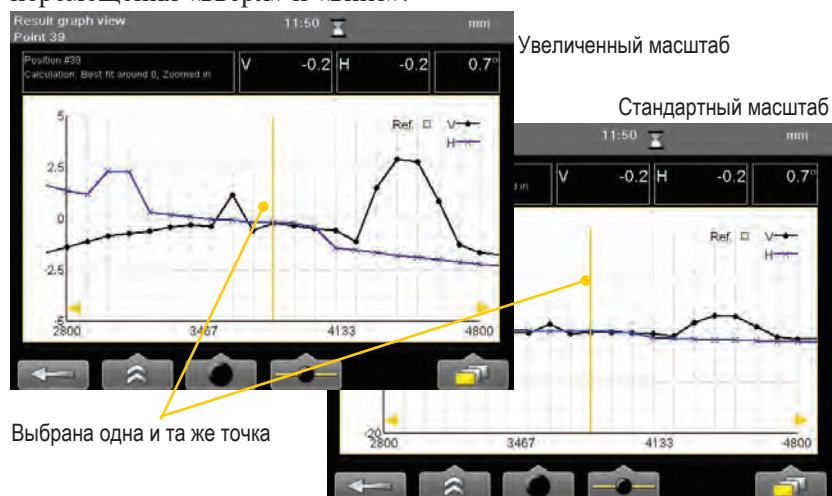 перемещения «вверх» и «вниз».
Result graph view
Point 39
11:50
mm
Position #39
Calculation: Best fit around 0, Zoomed in
V -0.2 H -0.2 0.7°
5
2.5
0
-2.5
-5
Ref. V
H
2800 3467 4133 4800
Увеличенный масштаб
Стандартный масштаб
11:50
mm
d in
V -0.2 H -0.2 0.7°
Ref. V
H
-20
2800 3467 4133 4800
Выбрана одна и та же точка